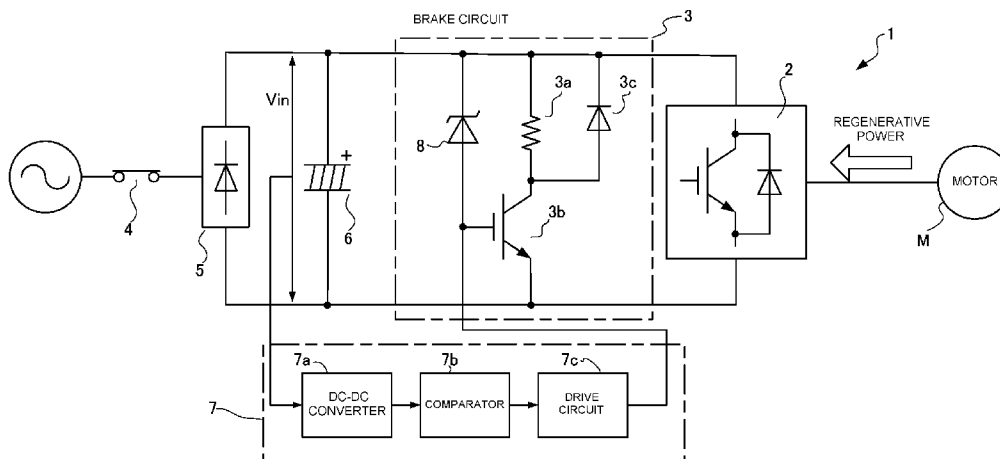 BRAKE CIRCUIT
3
1
Vin
3a
3c
2
8
REGENERATIVE
POWER
+
MOTOR
4
5
6
3b
M
7a
7b
7c
7
DC-DC
CONVERTER
COMPARATOR
DRIVE
CIRCUIT